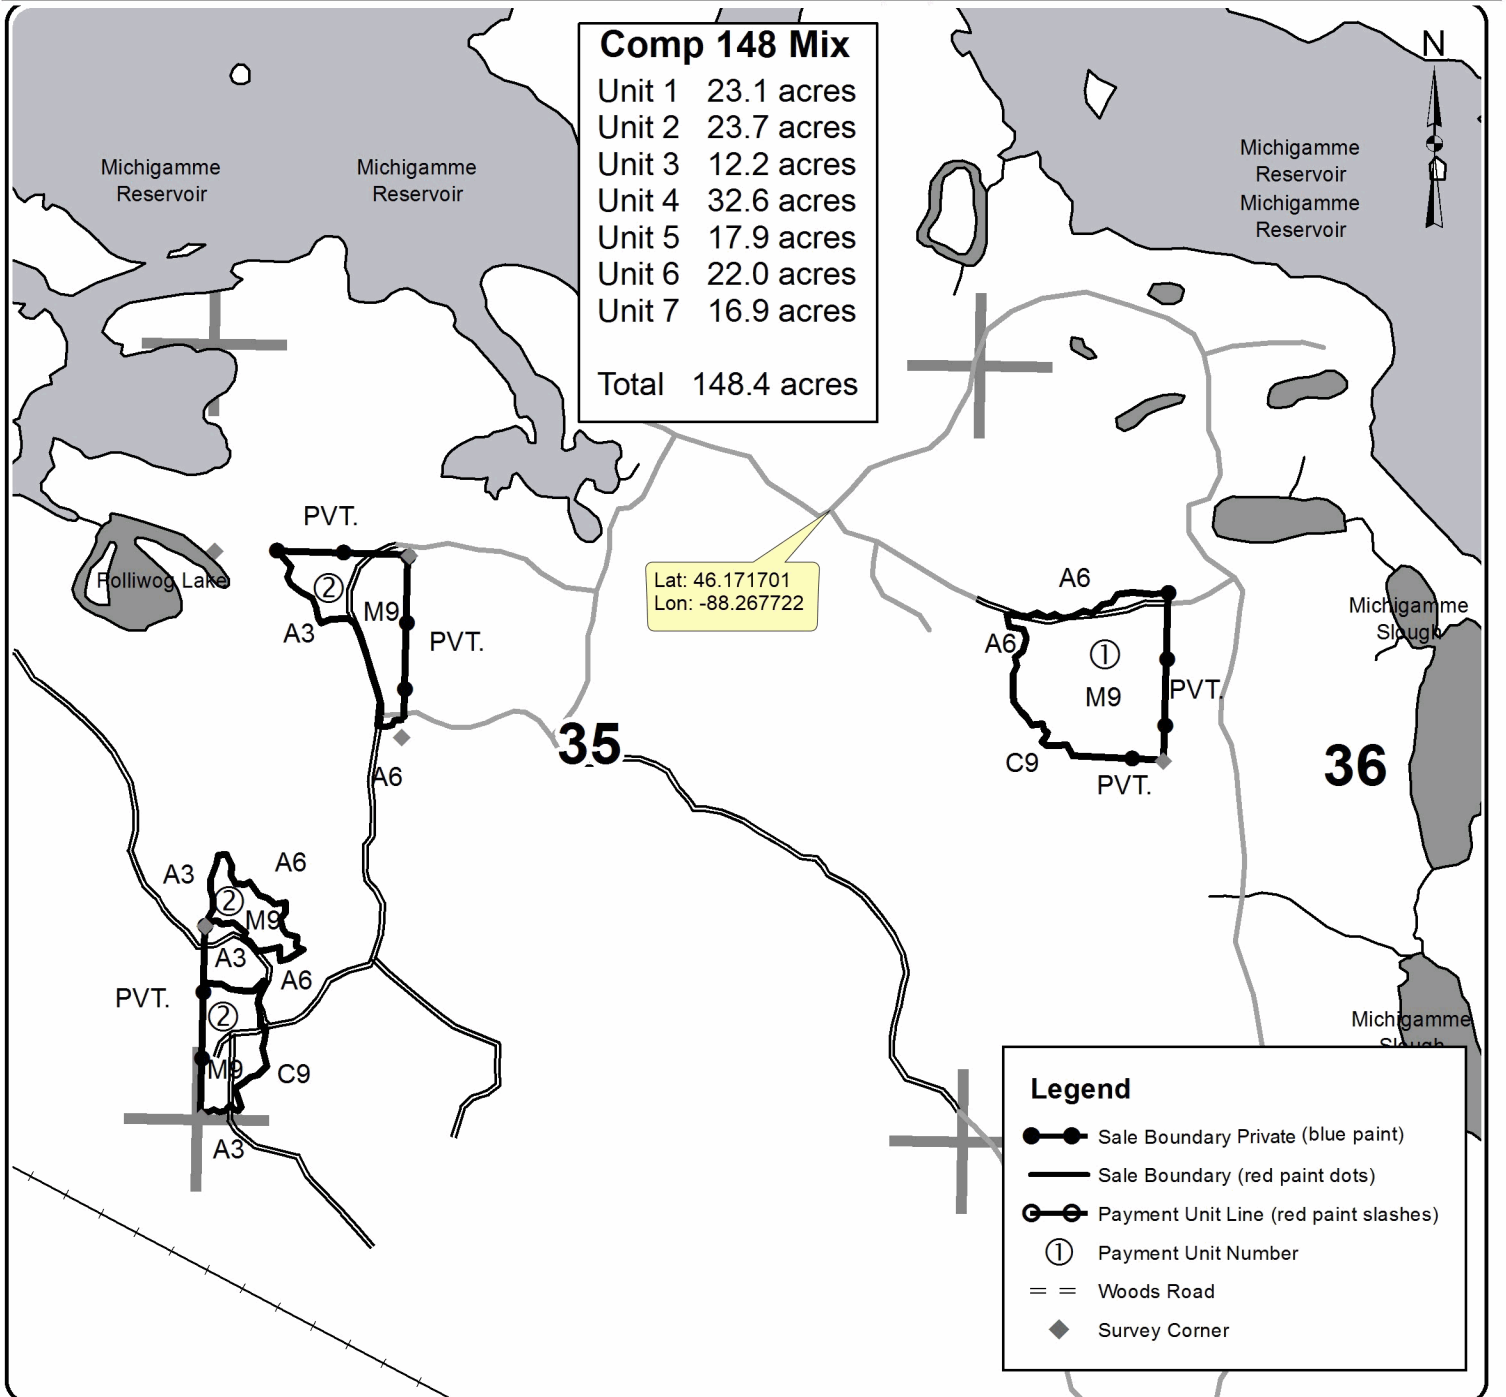 Comp 148 Mix
Unit 1 23.1 acres
Unit 2 23.7 acres
Unit 3 12.2 acres
Unit 4 32.6 acres
Unit 5 17.9 acres
Unit 6 22.0 acres
Unit 7 16.9 acres
Total 148.4 acres
N
Michigamme
Reservoir
Michigamme
Reservoir
Michigamme
Reservoir
Michigamme
Reservoir
PVT.
Polliwog Lake
2
M9
A3
PVT.
Lat: 46.171701
Lon: -88.267722
A6
A6
1
M9
PVT.
C9
PVT.
Michigamme
Slough
35
36
A6
A3
A6
2
M9
A3
A6
PVT.
2
M9
C9
A3
Michigamme
Slough
Legend
Sale Boundary Private (blue paint)
Sale Boundary (red paint dots)
Payment Unit Line (red paint slashes)
1 Payment Unit Number
Woods Road
Survey Corner